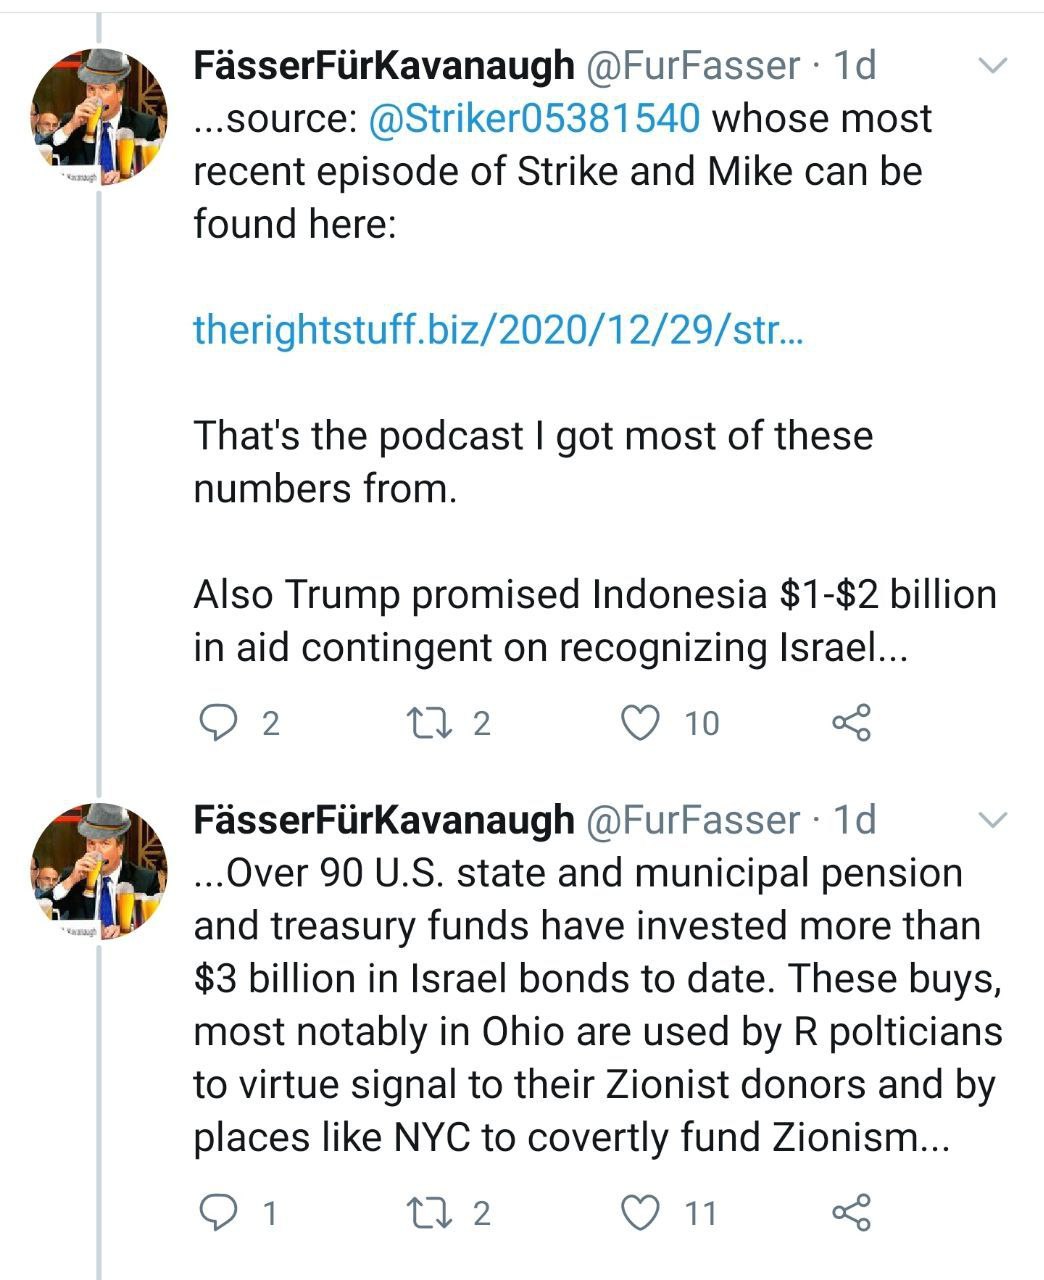 FässerFürKavanaugh @FurFasser · 1d
...source: @Striker05381540 whose most
recent episode of Strike and Mike can be
found here:
therightstuff.biz/2020/12/29/str...
That's the podcast I got most of these
numbers from.
Also Trump promised Indonesia $1-$2 billion
in aid contingent on recognizing Israel...
2 2 10
FässerFürKavanaugh @FurFasser · 1d
...Over 90 U.S. state and municipal pension
and treasury funds have invested more than
$3 billion in Israel bonds to date. These buys,
most notably in Ohio are used by R polticians
to virtue signal to their Zionist donors and by
places like NYC to covertly fund Zionism...
1 2 11